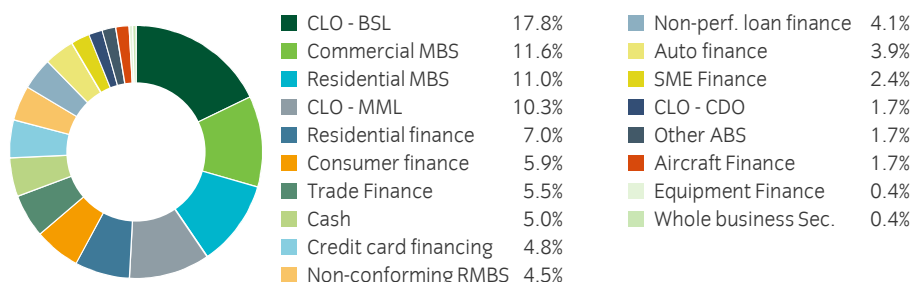 CLO - BSL 17.8%
Commercial MBS 11.6%
Residential MBS 11.0%
CLO - MML 10.3%
Residential finance 7.0%
Consumer finance 5.9%
Trade Finance 5.5%
Cash 5.0%
Credit card financing 4.8%
Non-conforming RMBS 4.5%
Non-perf. loan finance 4.1%
Auto finance 3.9%
SME Finance 2.4%
CLO - CDO 1.7%
Other ABS 1.7%
Aircraft Finance 1.7%
Equipment Finance 0.4%
Whole business Sec. 0.4%